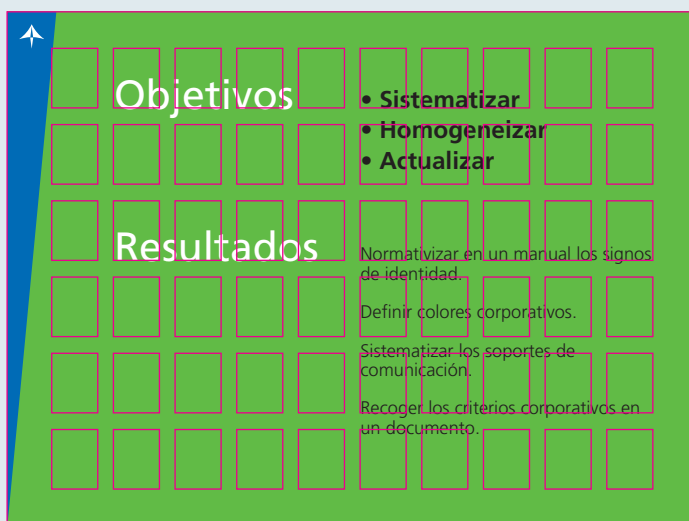 Objetivos
• Sistematizar
• Homogeneizar
• Actualizar
Resultados
Normativizar en un manual los signos
de identidad.
Definir colores corporativos.
Sistematizar los soportes de
comunicación.
Recoger los criterios corporativos en
un documento.